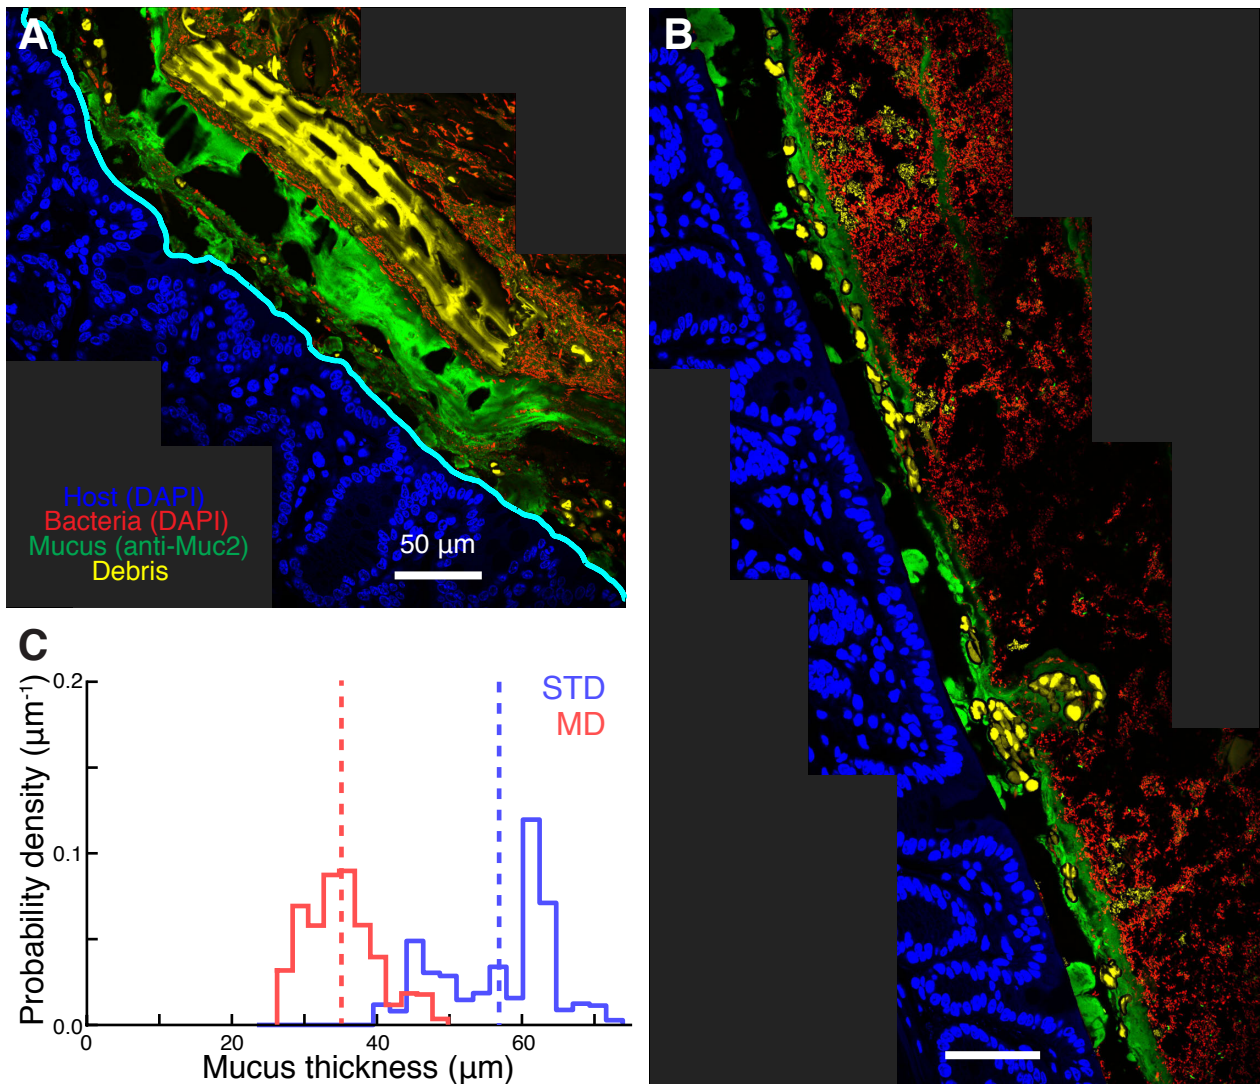 A
B
Host (DAPI)
Bacteria (DAPI)
Mucus (anti-Muc2)
Debris
50 µm
C
0.2
0.1
0.0
Probability density (µm⁻¹)
STD
MD
0
20
40
60
Mucus thickness (µm)